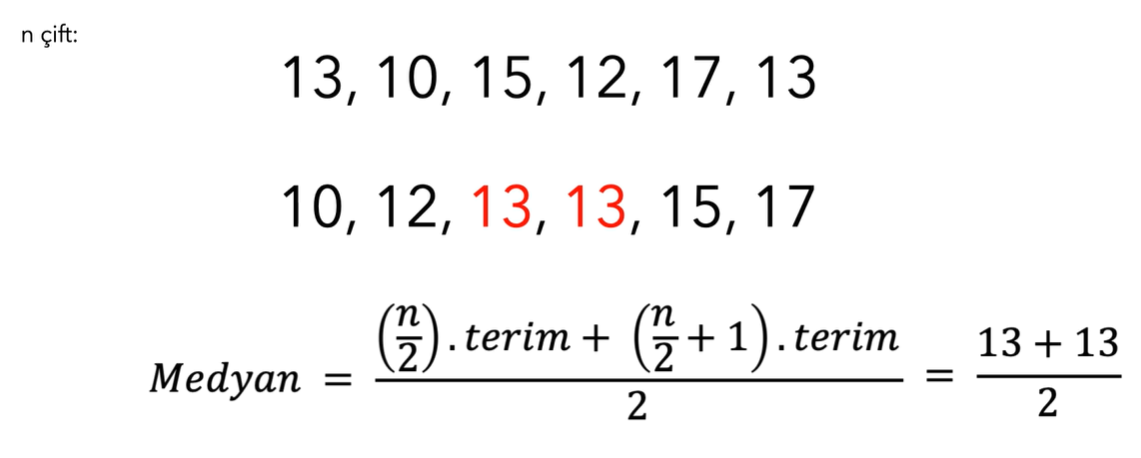 n çift:
13, 10, 15, 12, 17, 13
10, 12, 13, 13, 15, 17
Medyan = ((n/2). terim + (n/2 + 1). terim)/2 = (13 + 13)/2